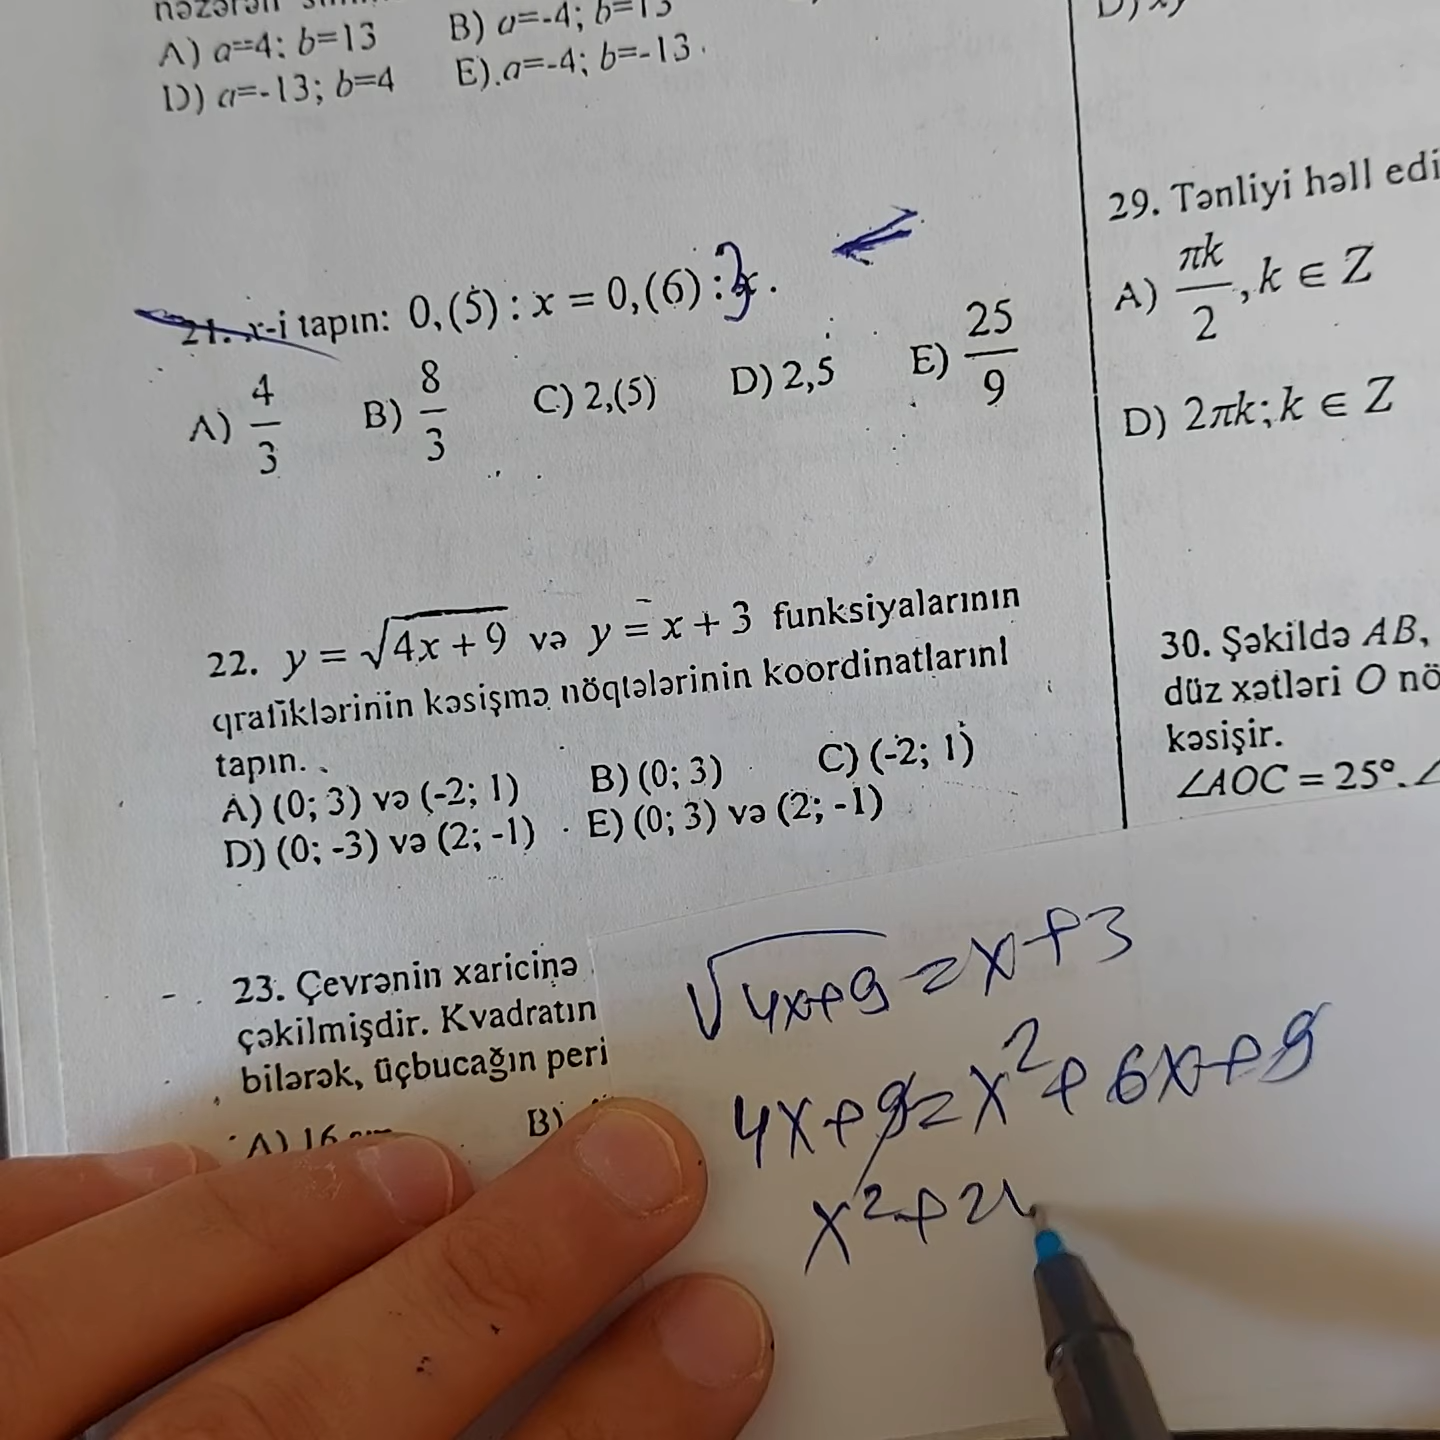 A) a=4; b=13 B) a=-4; b=13
D) a=-13; b=4 E) a=-4; b=-13
21. x-i tapın: 0,(5) : x = 0,(6) : 3.
A) 4/3 B) 8/3 C) 2,(5) D) 2,5 E) 25/9
22. y = √(4x + 9) və y = x + 3 funksiyalarının
qrafiklərinin kəsişmə nöqtələrinin koordinatlarını
tapın.
A) (0; 3) və (-2; 1) B) (0; 3) C) (-2; 1)
D) (0; -3) və (2; -1) E) (0; 3) və (2; -1)
23. Çevrənin xaricinə
çəkilmişdir. Kvadratın
bilərək, üçbucağın peri
A) 16 B)
29. Tənliyi həll edi
A) πk/2, k ∈ Z
D) 2πk; k ∈ Z
30. Şəkildə AB,
düz xətləri O nö
kəsişir.
∠AOC = 25°. ∠
√(4x+9) = x+3
4x+9 = x² + 6x + 9
x² + 2x